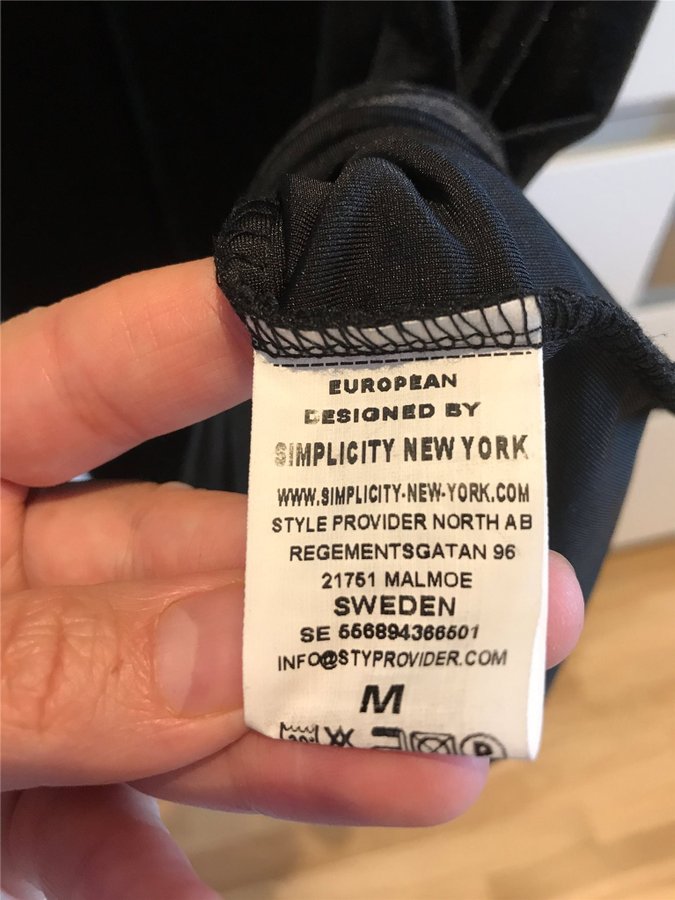 EUROPEAN
DESIGNED BY
SIMPLICITY NEW YORK
WWW.SIMPLICITY-NEW-YORK.COM
STYLE PROVIDER NORTH AB
REGEMENTSGATAN 96
21751 MALMOE
SWEDEN
SE 556894366501
INFO@STYPROVIDER.COM
M
30°
P